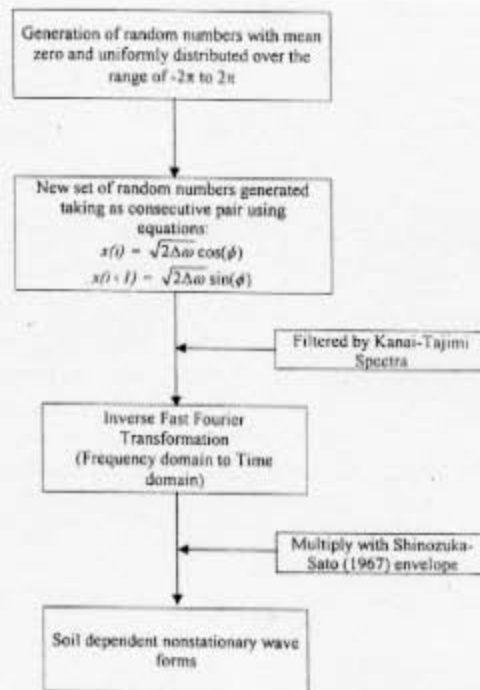 Generation of random numbers with mean
zero and uniformly distributed over the
range of -2π to 2π
New set of random numbers generated
taking as consecutive pair using
equations:
x(i) = √2Δω cos(ϕ)
x(i+1) = √2Δω sin(ϕ)
Filtered by Kanai-Tajimi
Spectra
Inverse Fast Fourier
Transformation
(Frequency domain to Time
domain)
Multiply with Shinozuka-
Sato (1967) envelope
Soil dependent nonstationary wave
forms